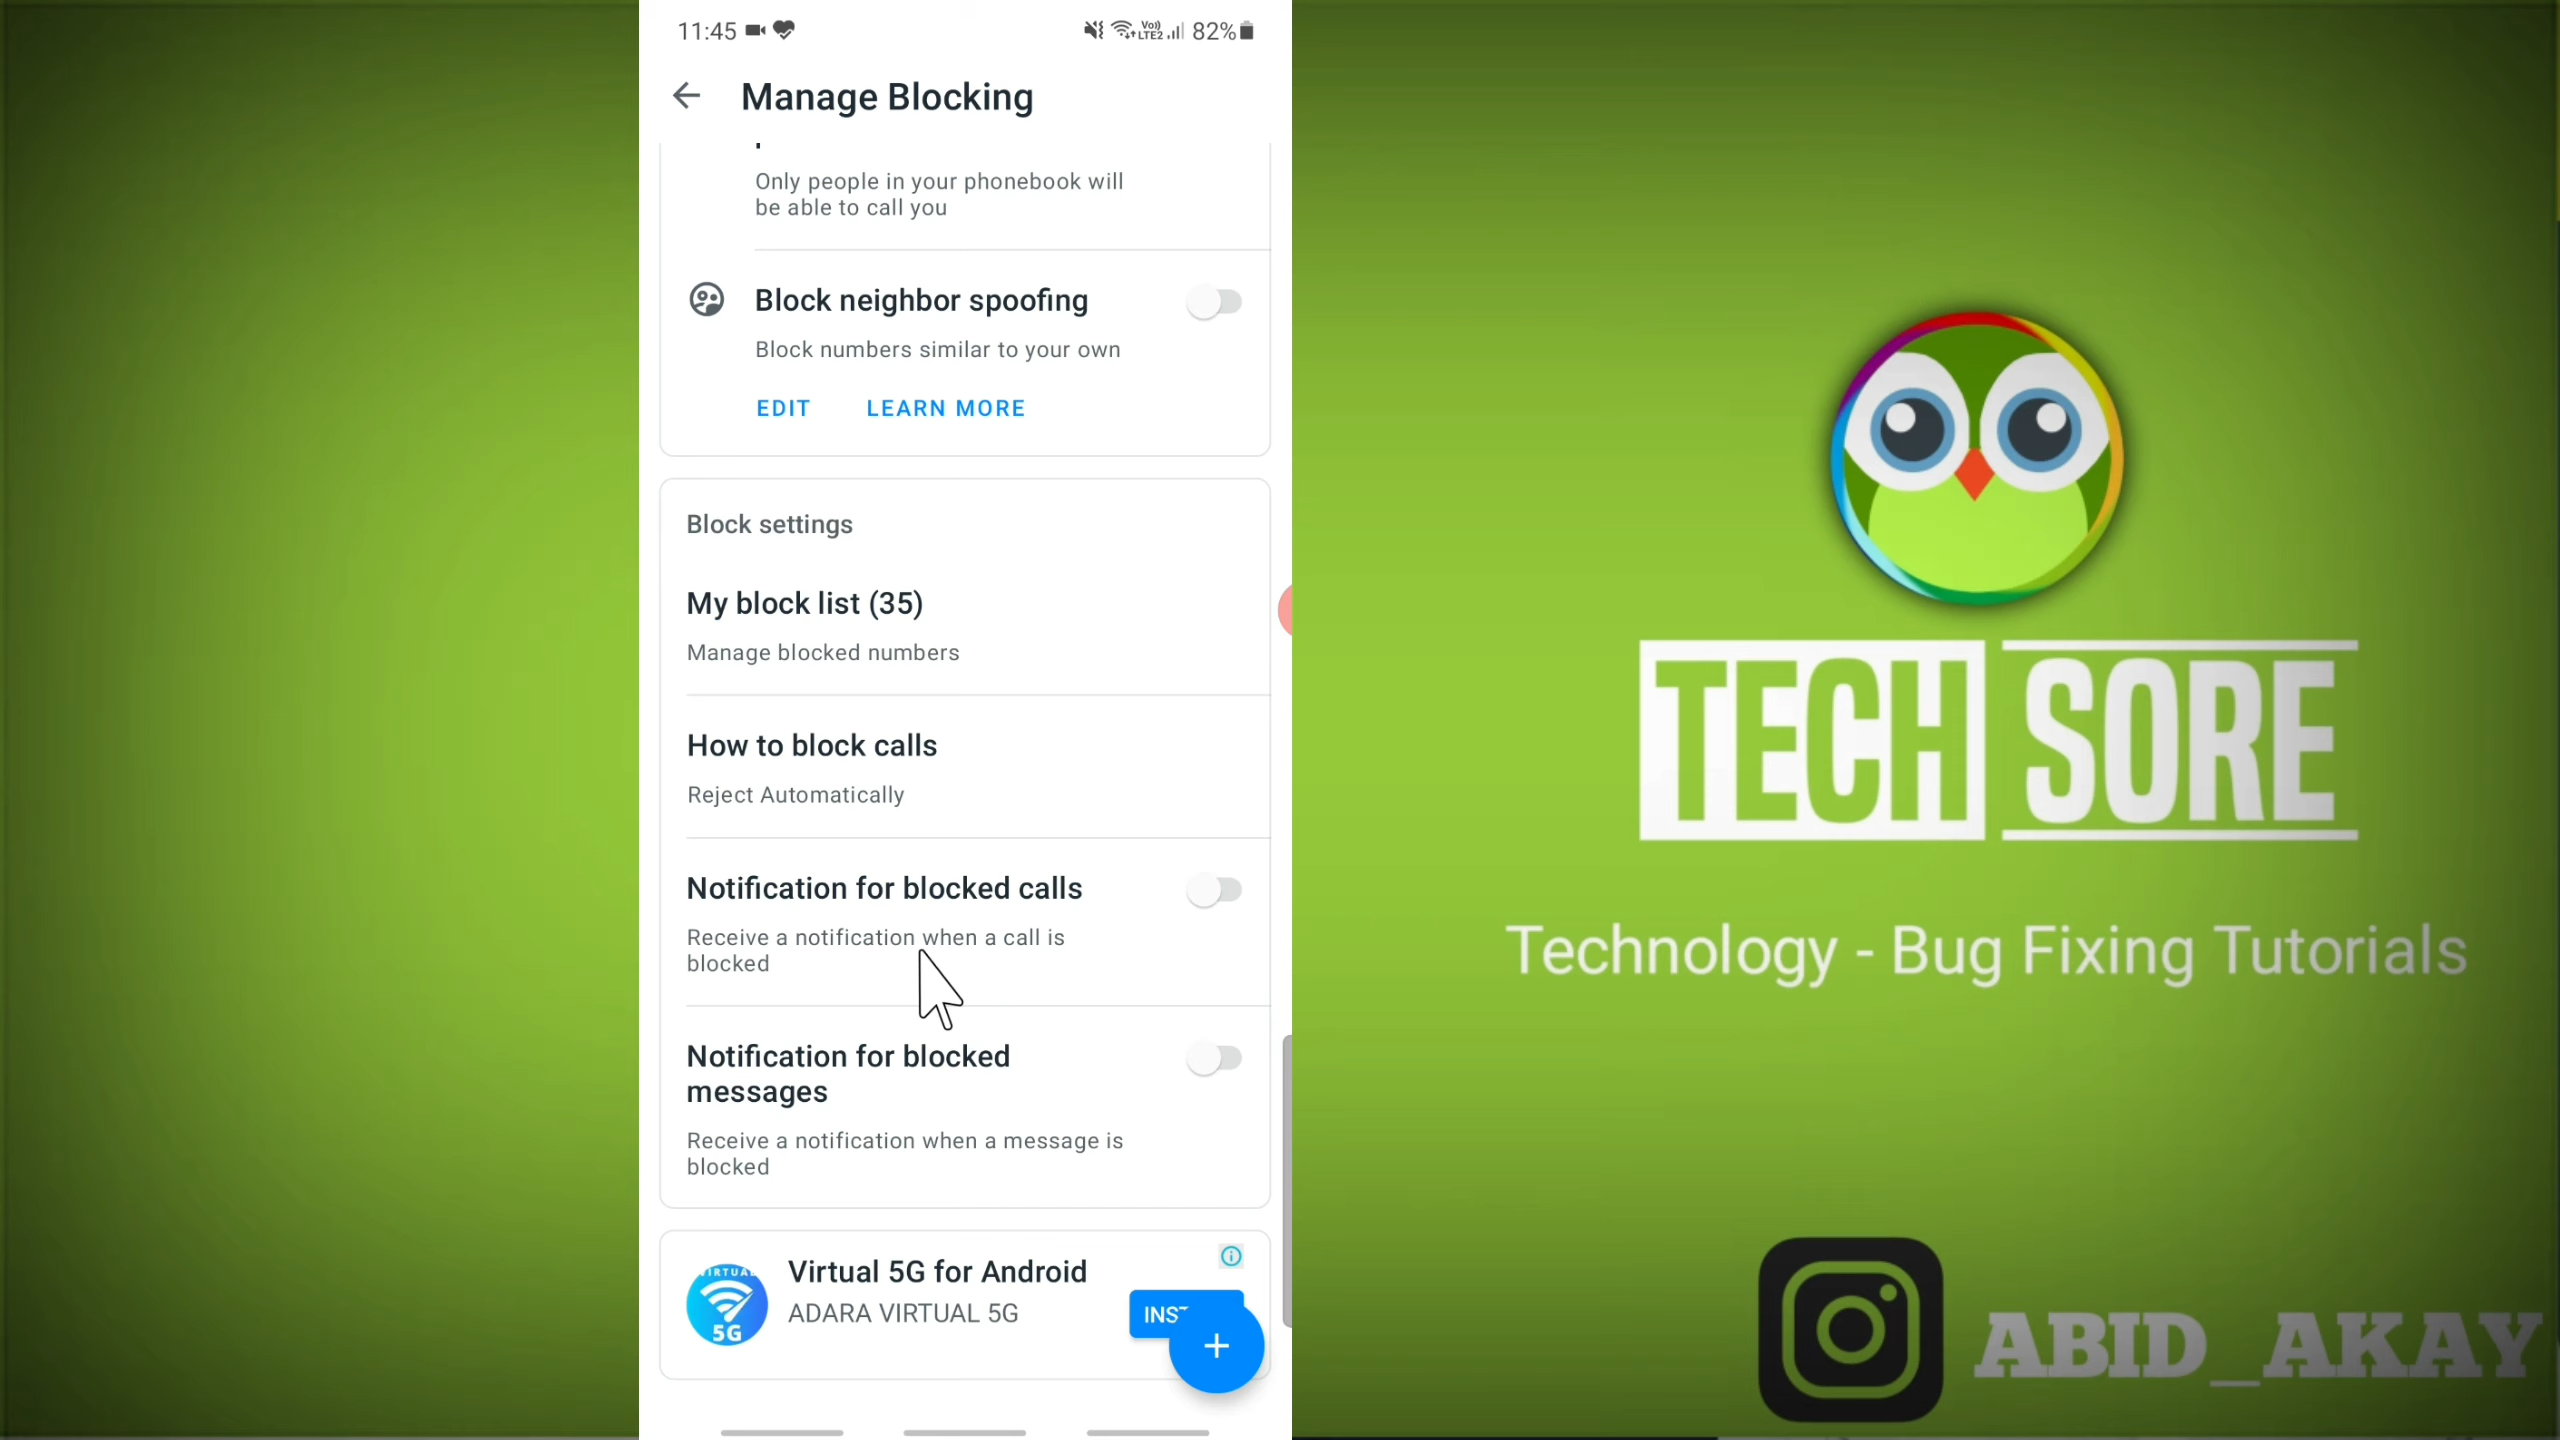 11:45
Vo))
LTE2
82%
Manage Blocking
Only people in your phonebook will
be able to call you
Block neighbor spoofing
Block numbers similar to your own
EDIT
LEARN MORE
Block settings
My block list (35)
Manage blocked numbers
How to block calls
Reject Automatically
Notification for blocked calls
Receive a notification when a call is
blocked
Notification for blocked
messages
Receive a notification when a message is
blocked
VIRTUAL
5G
Virtual 5G for Android
ADARA VIRTUAL 5G
TECH SORE
Technology - Bug Fixing Tutorials
ABID_AKAY